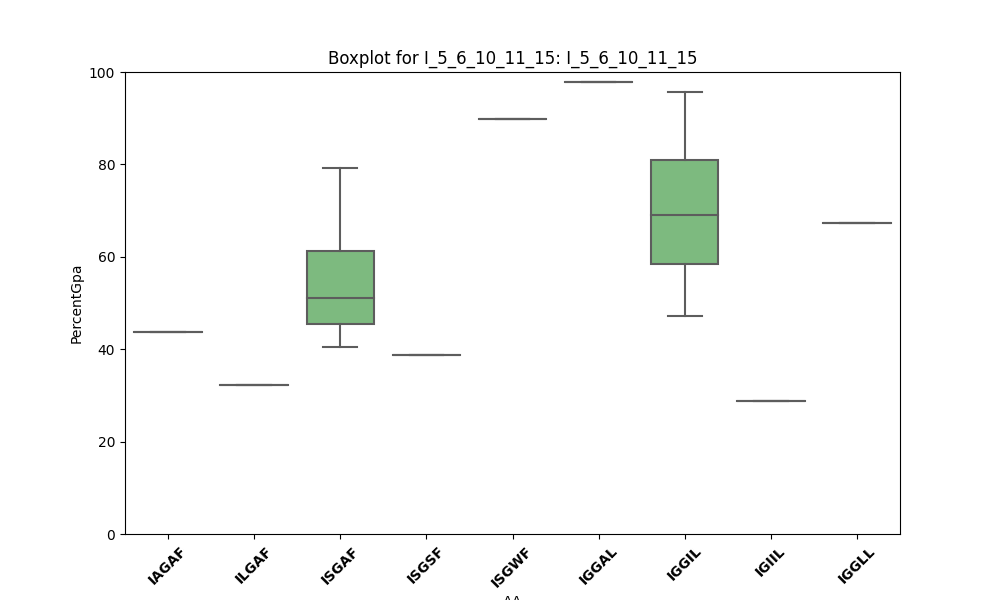 Boxplot for I_5_6_10_11_15: I_5_6_10_11_15
100
80
60
40
20
0
PercentGpa
IAGAF
ILGAF
ISGAF
ISGSF
ISGWF
IGGAL
IGGIL
IGIIL
IGGLL
AA